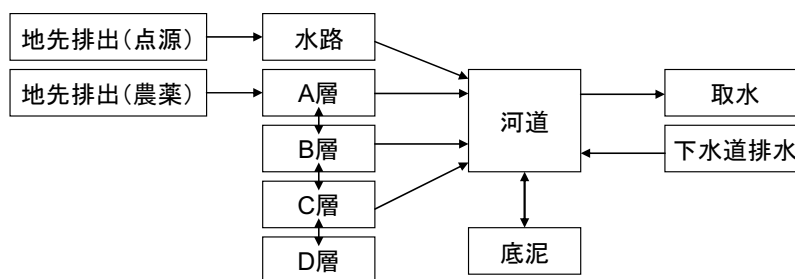 地先排出(点源)
水路
地先排出(農薬)
A層
B層
C層
D層
河道
底泥
取水
下水道排水